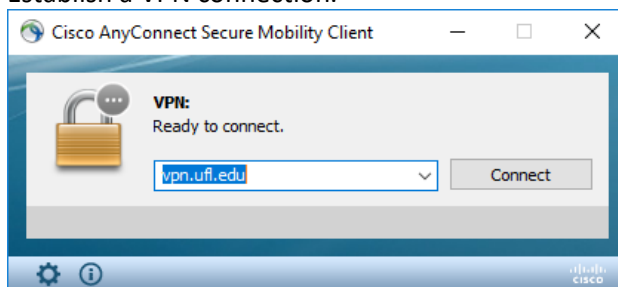 Establish a VPN connection.
Cisco AnyConnect Secure Mobility Client
VPN:
Ready to connect.
vpn.ufl.edu
Connect
CISCO